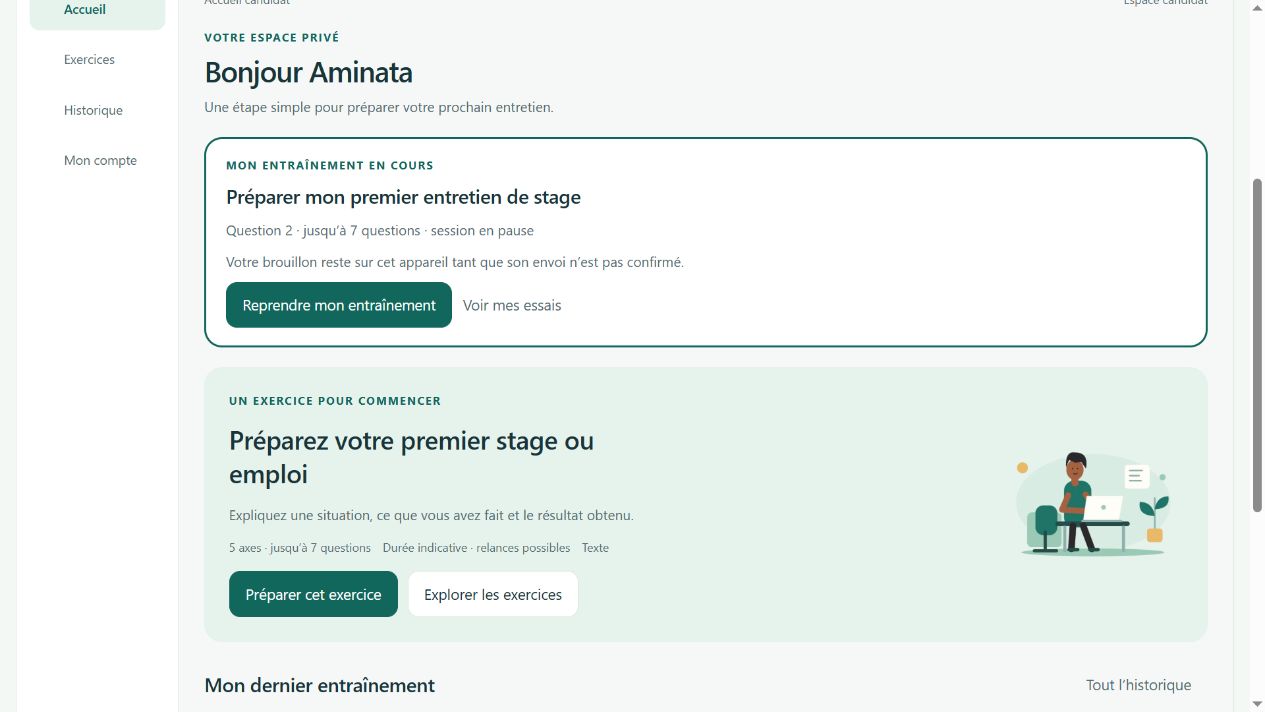 Accueil candidat
Espace candidat
Accueil
Exercices
Historique
Mon compte
VOTRE ESPACE PRIVÉ
Bonjour Aminata
Une étape simple pour préparer votre prochain entretien.
MON ENTRAÎNEMENT EN COURS
Préparer mon premier entretien de stage
Question 2 · jusqu’à 7 questions · session en pause
Votre brouillon reste sur cet appareil tant que son envoi n’est pas confirmé.
Reprendre mon entraînement
Voir mes essais
UN EXERCICE POUR COMMENCER
Préparez votre premier stage ou
emploi
Expliquez une situation, ce que vous avez fait et le résultat obtenu.
5 axes · jusqu’à 7 questions
Durée indicative · relances possibles
Texte
Préparer cet exercice
Explorer les exercices
Mon dernier entraînement
Tout l’historique